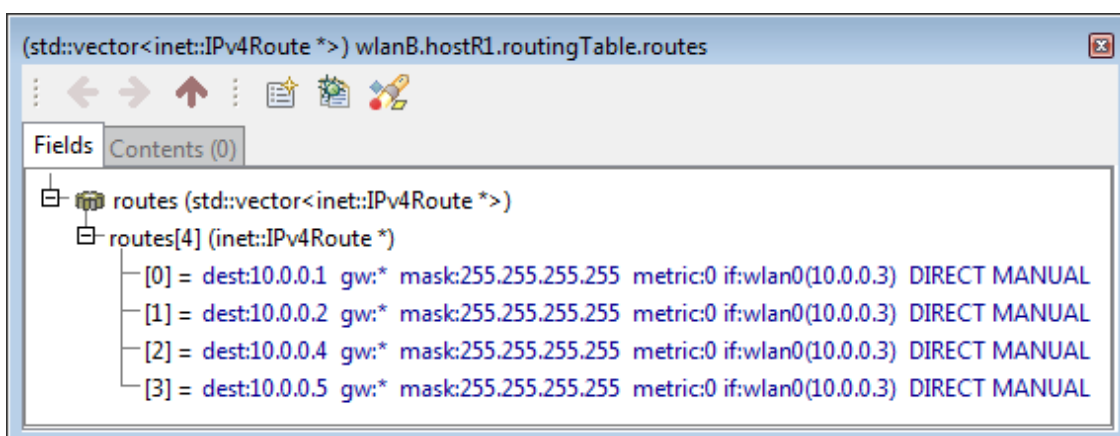 (std::vector<inet::IPv4Route *>) wlanB.hostR1.routingTable.routes
Fields Contents (0)
routes (std::vector<inet::IPv4Route *>)
routes[4] (inet::IPv4Route *)
[0] = dest:10.0.0.1 gw:* mask:255.255.255.255 metric:0 if:wlan0(10.0.0.3) DIRECT MANUAL
[1] = dest:10.0.0.2 gw:* mask:255.255.255.255 metric:0 if:wlan0(10.0.0.3) DIRECT MANUAL
[2] = dest:10.0.0.4 gw:* mask:255.255.255.255 metric:0 if:wlan0(10.0.0.3) DIRECT MANUAL
[3] = dest:10.0.0.5 gw:* mask:255.255.255.255 metric:0 if:wlan0(10.0.0.3) DIRECT MANUAL